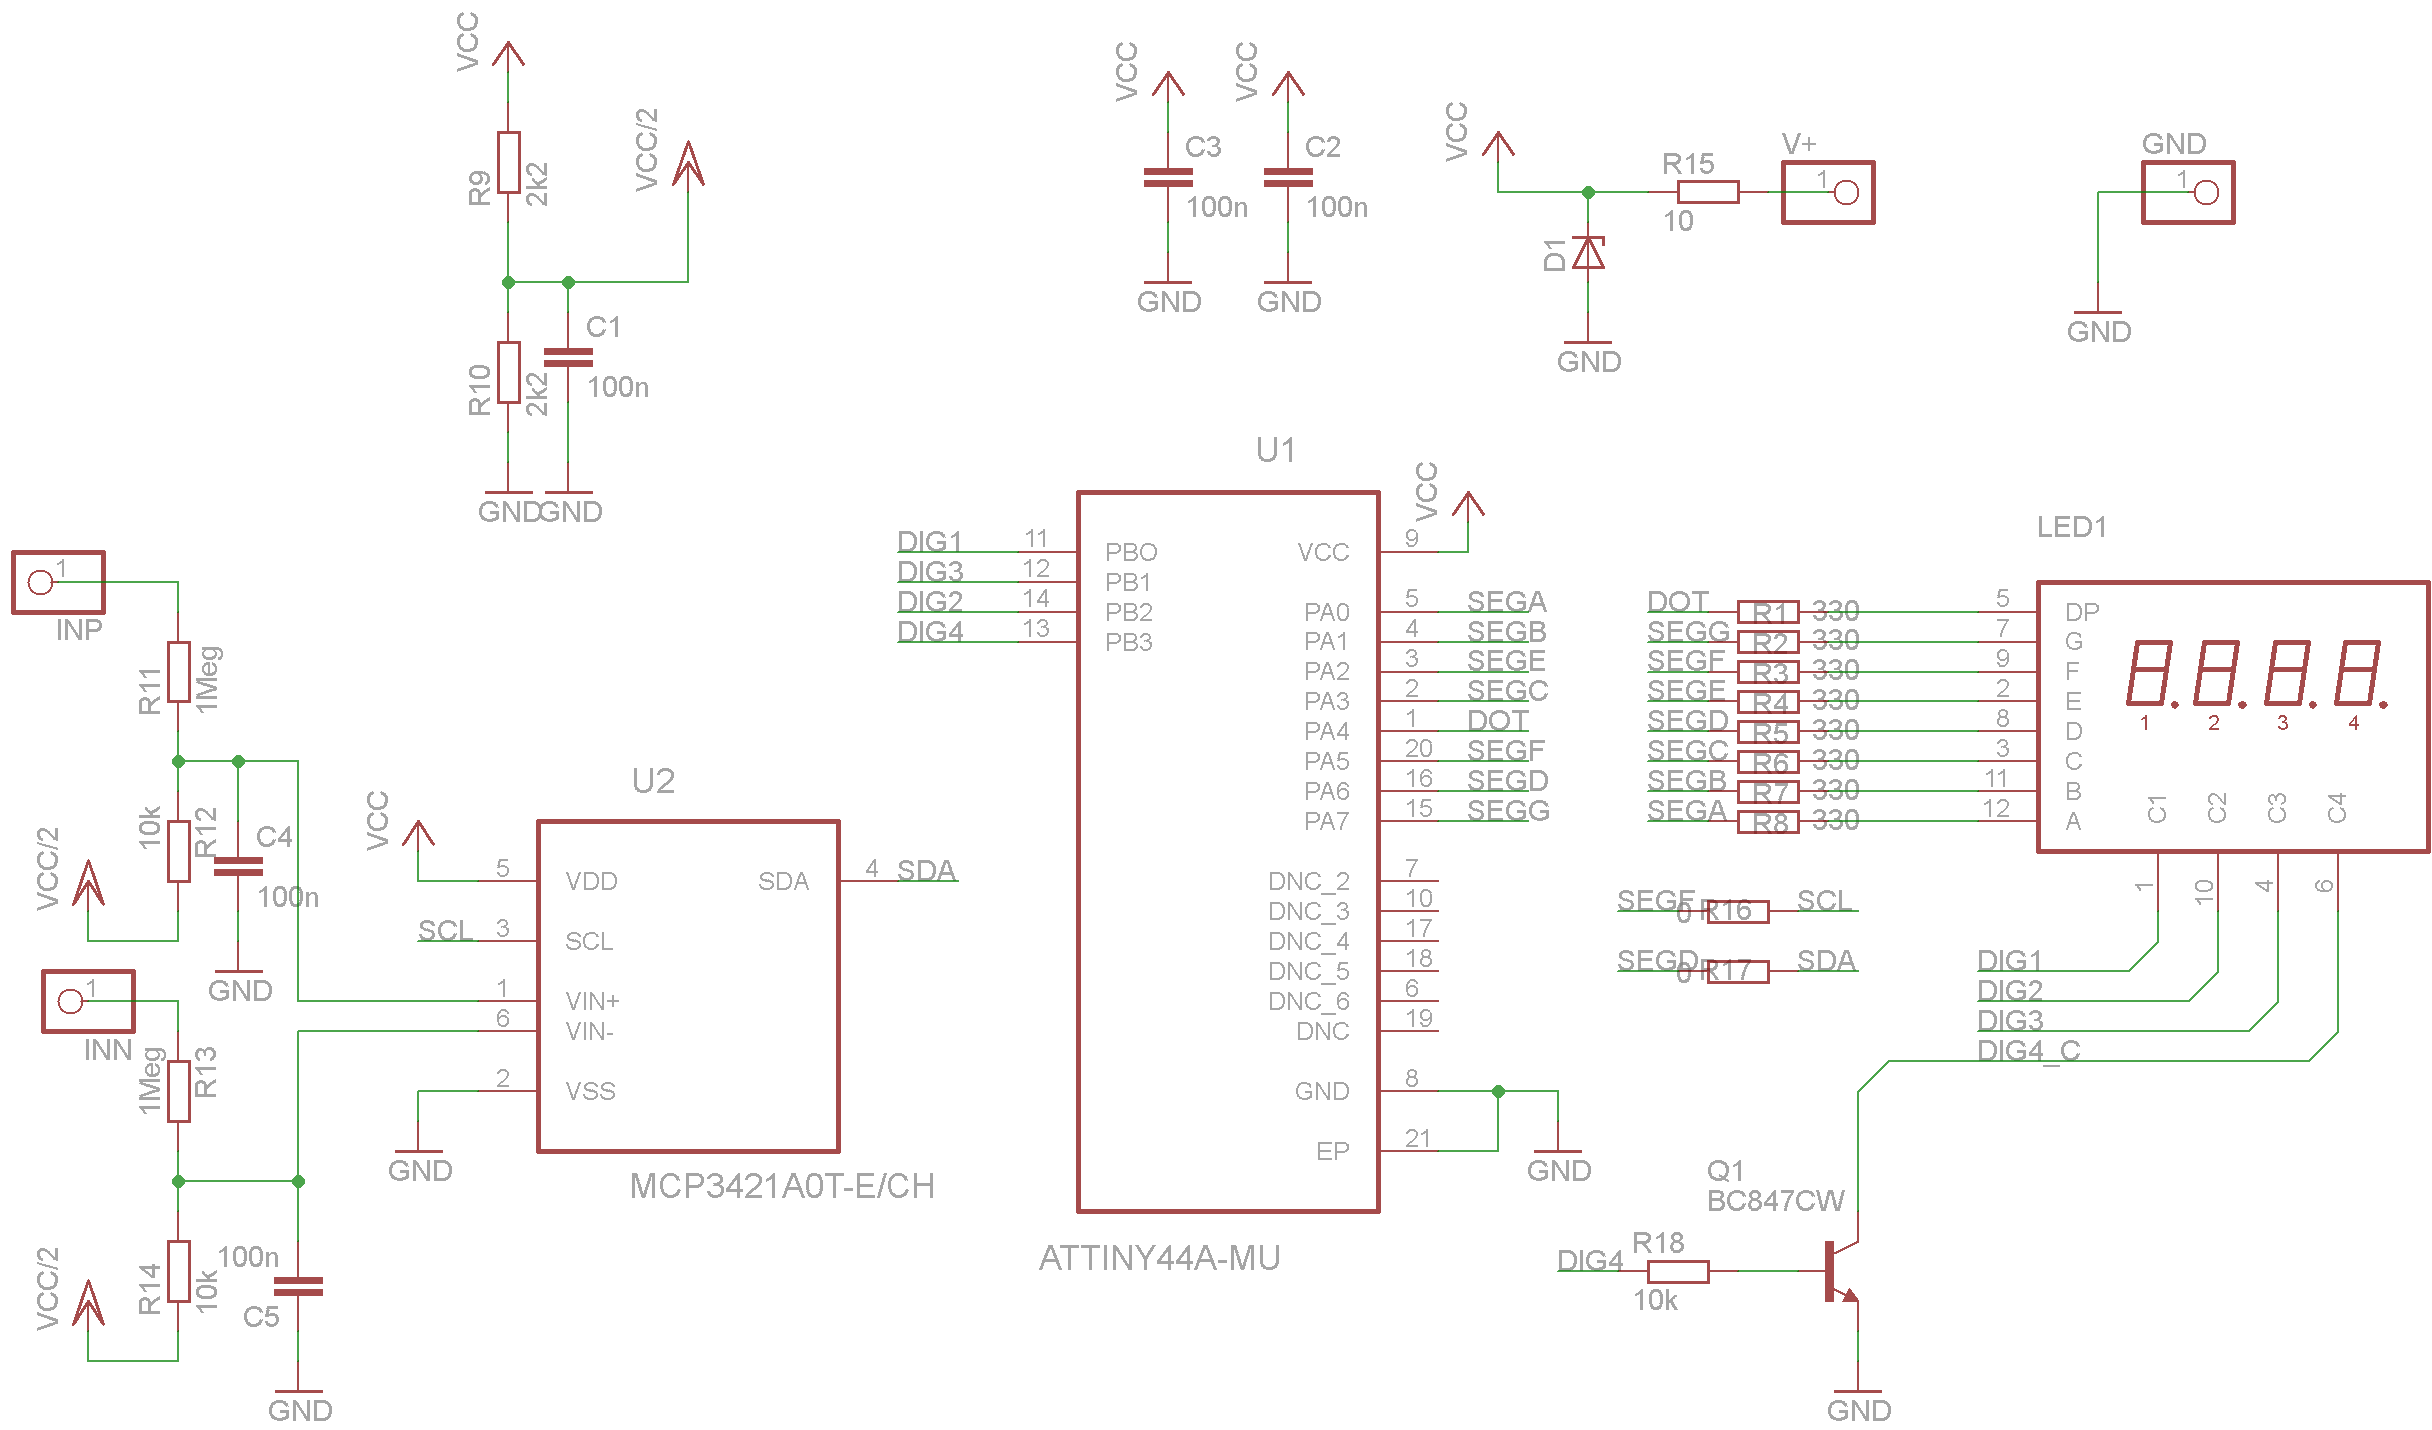 VCC
R9
2k2
VCC/2
R10
2k2
C1
100n
GND
GND
VCC
C3
100n
GND
VCC
C2
100n
GND
VCC
R15
10
V+
1
D1
GND
GND
1
GND
INP
1
R11
1Meg
10k
R12
C4
100n
GND
VCC/2
INN
1
1Meg
R13
R14
10k
100n
C5
GND
VCC/2
U2
VCC
5 VDD
SDA 4 SDA
SCL 3 SCL
1 VIN+
6 VIN-
2 VSS
GND
MCP3421A0T-E/CH
U1
DIG1 11 PBO
DIG3 12 PB1
DIG2 14 PB2
DIG4 13 PB3
VCC 9 VCC
PA0 5 SEGA
PA1 4 SEGB
PA2 3 SEGE
PA3 2 SEGC
PA4 1 DOT
PA5 20 SEGF
PA6 16 SEGD
PA7 15 SEGG
DNC_2 7
DNC_3 10
DNC_4 17
DNC_5 18
DNC_6 6
DNC 19
GND 8
EP 21
GND
ATTINY44A-MU
LED1
DOT R1 330 5 DP
SEGG R2 330 7 G
SEGF R3 330 9 F
SEGE R4 330 2 E
SEGD R5 330 8 D
SEGC R6 330 3 C
SEGB R7 330 11 B
SEGA R8 330 12 A
8.8.8.8.
1 2 3 4
C1 C2 C3 C4
1 10 4 6
0 R16 SCL
SEGD 0 R17 SDA
DIG1
DIG2
DIG3
DIG4_C
Q1
BC847CW
DIG4 R18
10k
GND